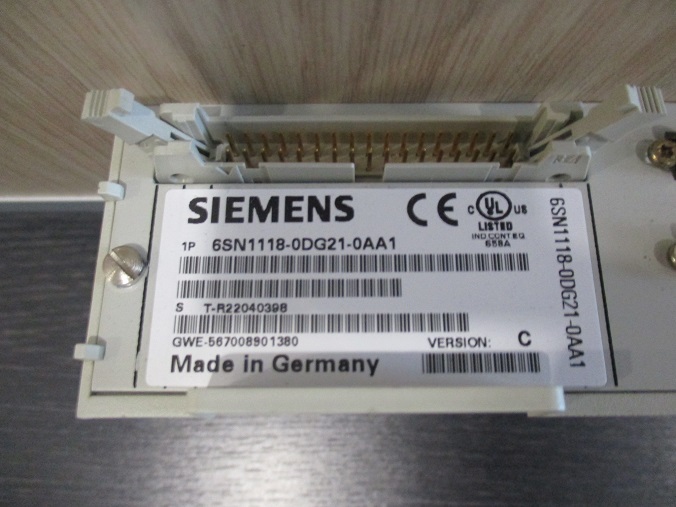 SIEMENS
CE
C UL US
LISTED
IND.CONT.EQ
658A
1P 6SN1118-0DG21-0AA1
S T-R22040398
GWE-567008901380
VERSION: C
Made in Germany
6SN1118-0DG21-0AA1